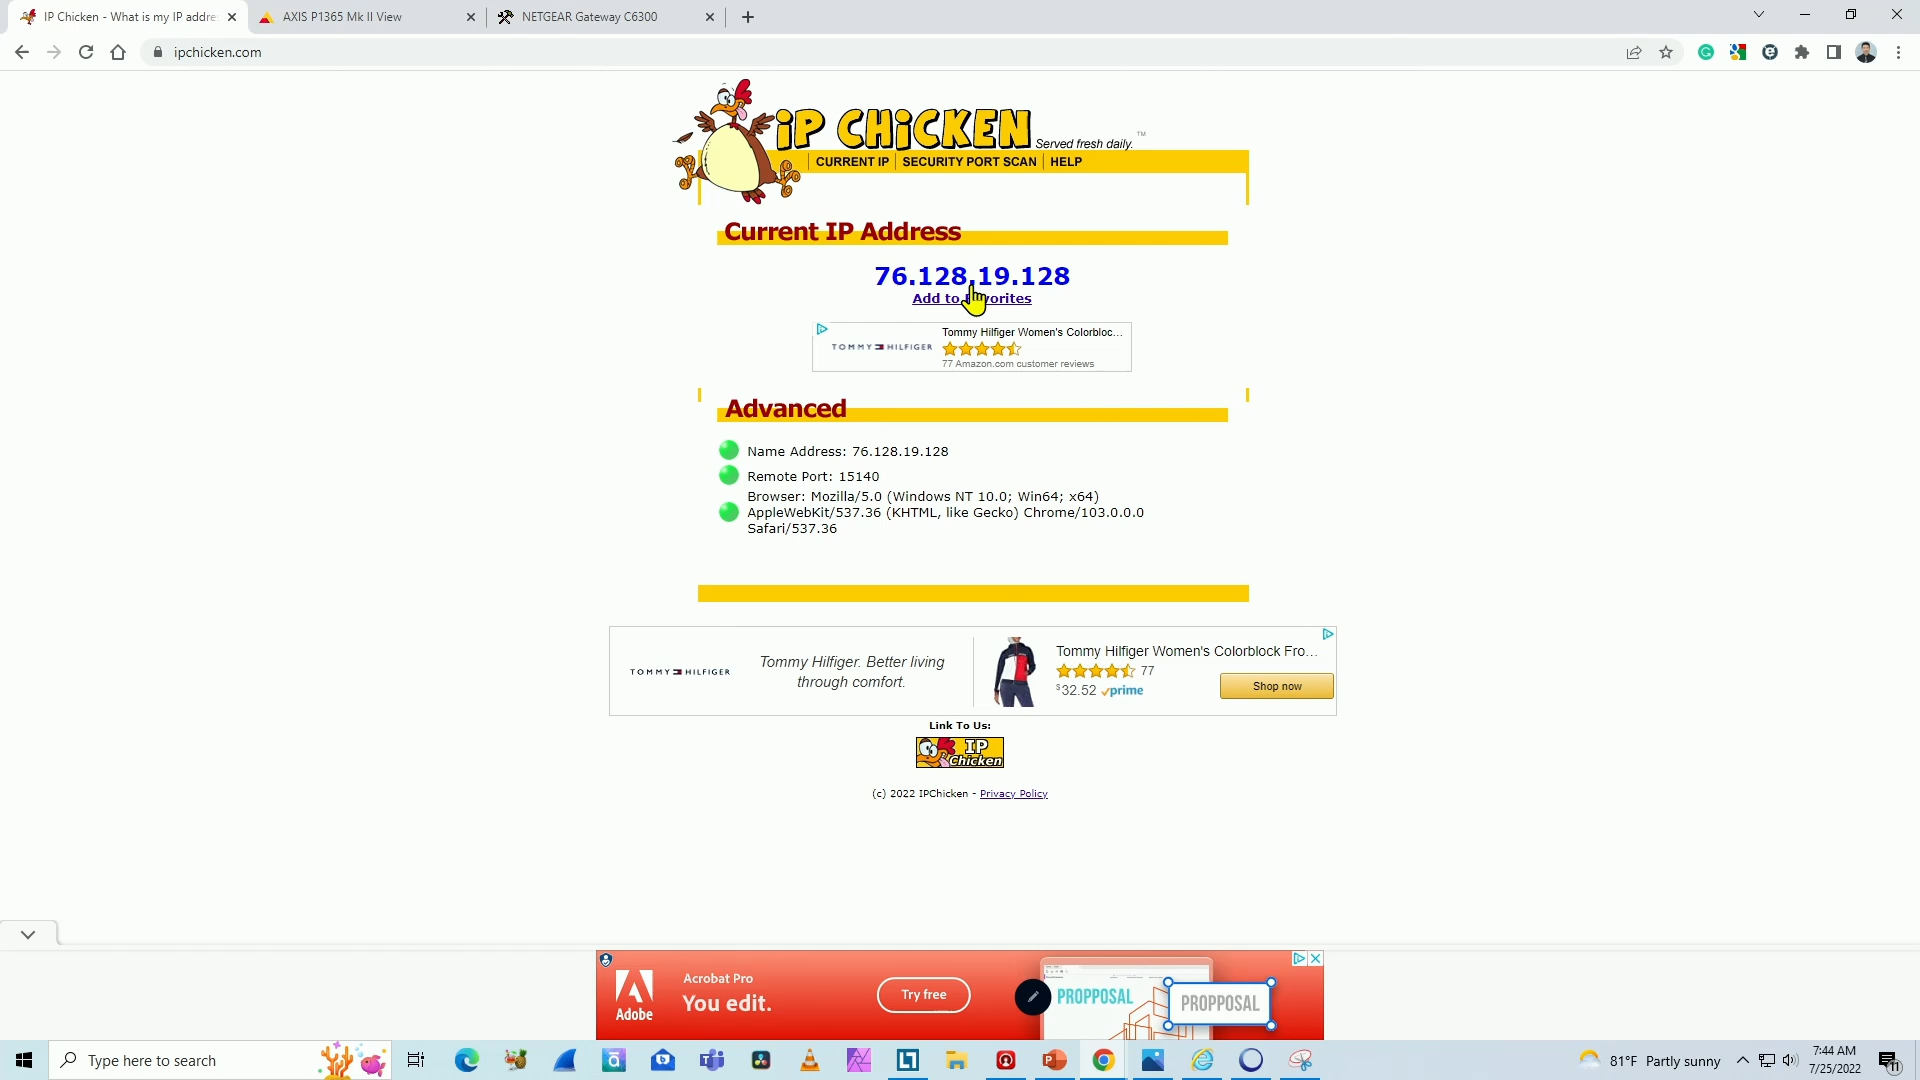 IP Chicken - What is my IP addre
AXIS P1365 Mk II View
NETGEAR Gateway C6300
ipchicken.com
iP CHiCKEN
Served fresh daily.
TM
CURRENT IP
SECURITY PORT SCAN
HELP
Current IP Address
76.128.19.128
Add to orites
TOMMY HILFIGER
Tommy Hilfiger Women's Colorbloc...
77 Amazon.com customer reviews
Advanced
Name Address: 76.128.19.128
Remote Port: 15140
Browser: Mozilla/5.0 (Windows NT 10.0; Win64; x64)
AppleWebKit/537.36 (KHTML, like Gecko) Chrome/103.0.0.0
Safari/537.36
TOMMY HILFIGER
Tommy Hilfiger. Better living
through comfort.
Tommy Hilfiger Women's Colorblock Fro...
77
$32.52 prime
Shop now
Link To Us:
IP
Chicken
(c) 2022 IPChicken - Privacy Policy
Adobe
Acrobat Pro
You edit.
Try free
PROPPOSAL
PROPPOSAL
Type here to search
81°F Partly sunny
7:44 AM
7/25/2022
11